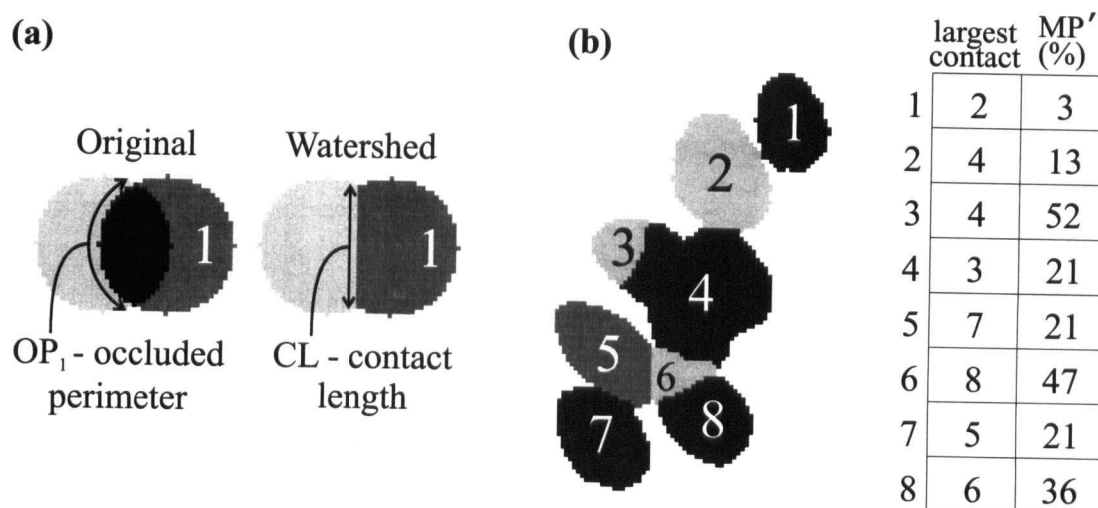 (a)
Original
Watershed
1
1
OP₁ - occluded
perimeter
CL - contact
length
(b)
1
2
3
4
5
6
7
8
largest
contact
MP′
(%)
1 2 3
2 4 13
3 4 52
4 3 21
5 7 21
6 8 47
7 5 21
8 6 36